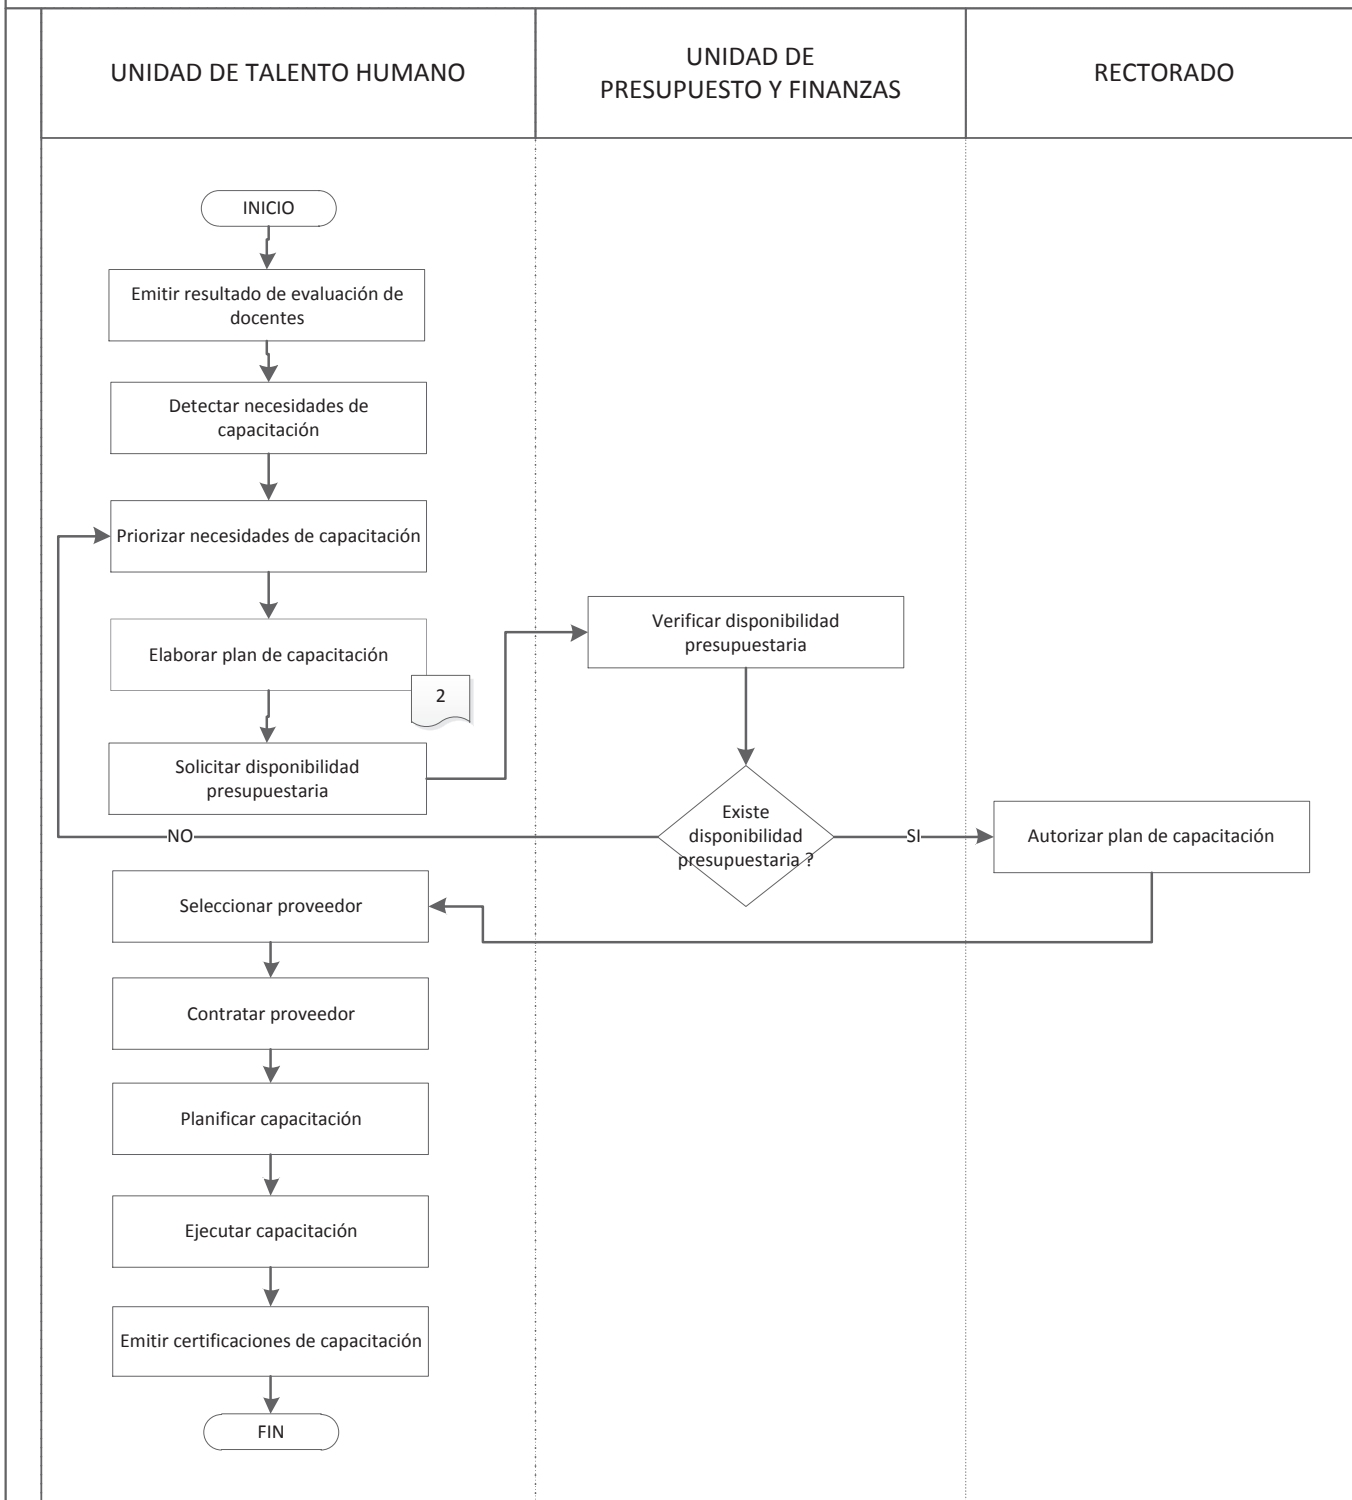 UNIDAD DE TALENTO HUMANO
UNIDAD DE
PRESUPUESTO Y FINANZAS
RECTORADO
INICIO
Emitir resultado de evaluación de
docentes
Detectar necesidades de
capacitación
Priorizar necesidades de capacitación
Elaborar plan de capacitación
2
Solicitar disponibilidad
presupuestaria
Verificar disponibilidad
presupuestaria
Existe
disponibilidad
presupuestaria ?
NO
SI
Autorizar plan de capacitación
Seleccionar proveedor
Contratar proveedor
Planificar capacitación
Ejecutar capacitación
Emitir certificaciones de capacitación
FIN